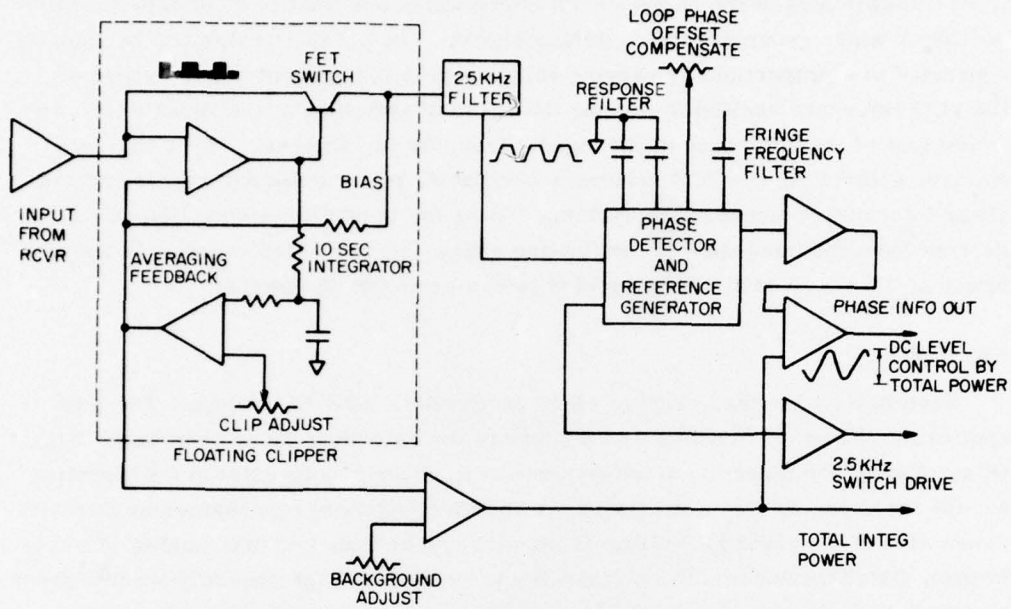 FET
SWITCH
2.5 KHz
FILTER
LOOP PHASE
OFFSET
COMPENSATE
RESPONSE
FILTER
FRINGE
FREQUENCY
FILTER
INPUT
FROM
RCVR
BIAS
10 SEC
INTEGRATOR
AVERAGING
FEEDBACK
PHASE
DETECTOR
AND
REFERENCE
GENERATOR
PHASE INFO OUT
DC LEVEL
CONTROL BY
TOTAL POWER
CLIP ADJUST
FLOATING CLIPPER
2.5 KHz
SWITCH DRIVE
TOTAL INTEG
POWER
BACKGROUND
ADJUST